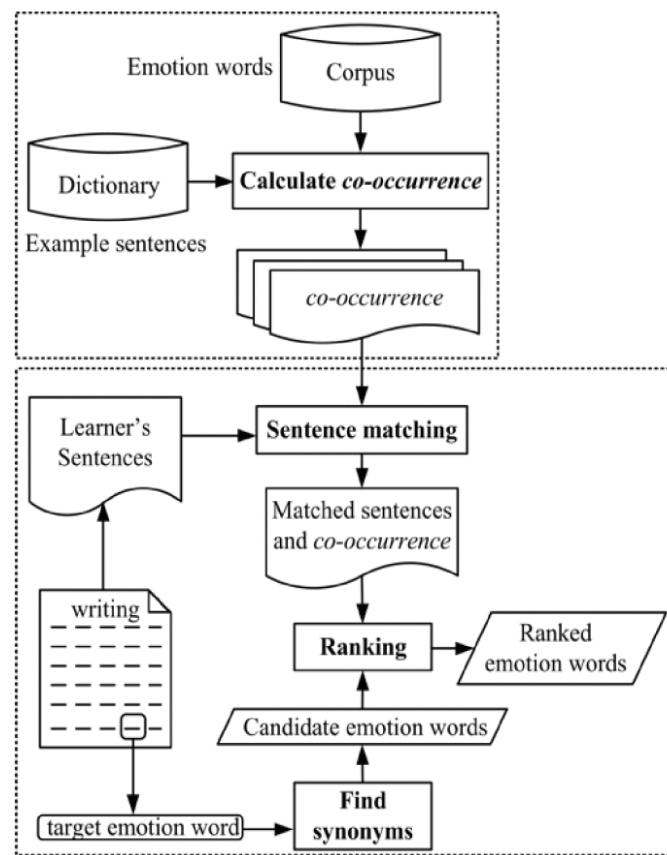 Emotion words
Corpus
Dictionary
Calculate co-occurrence
Example sentences
co-occurrence
Learner's
Sentences
Sentence matching
Matched sentences
and co-occurrence
writing
Ranking
Ranked
emotion words
Candidate emotion words
target emotion word
Find
synonyms